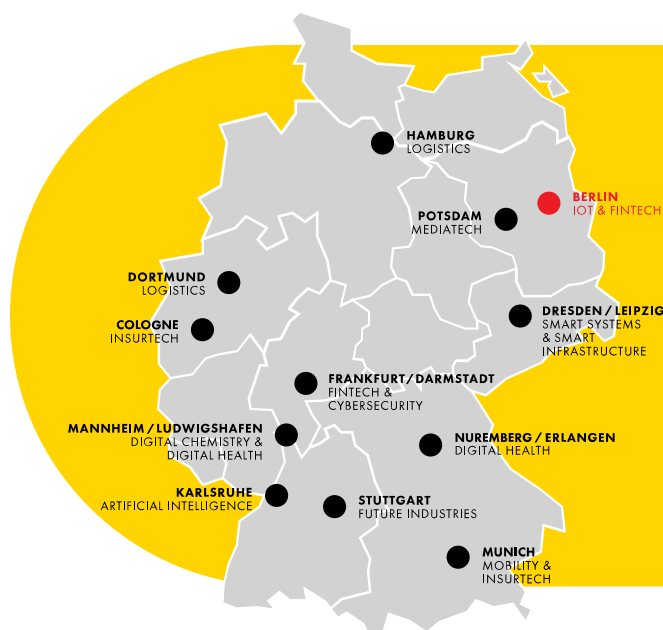 HAMBURG
LOGISTICS
BERLIN
IOT & FINTECH
POTSDAM
MEDIATECH
DORTMUND
LOGISTICS
COLOGNE
INSURTECH
DRESDEN/LEIPZIG
SMART SYSTEMS
& SMART
INFRASTRUCTURE
FRANKFURT/DARMSTADT
FINTECH &
CYBERSECURITY
MANNHEIM/LUDWIGSHAFEN
DIGITAL CHEMISTRY &
DIGITAL HEALTH
NUREMBERG/ERLANGEN
DIGITAL HEALTH
KARLSRUHE
ARTIFICIAL INTELLIGENCE
STUTTGART
FUTURE INDUSTRIES
MUNICH
MOBILITY &
INSURTECH